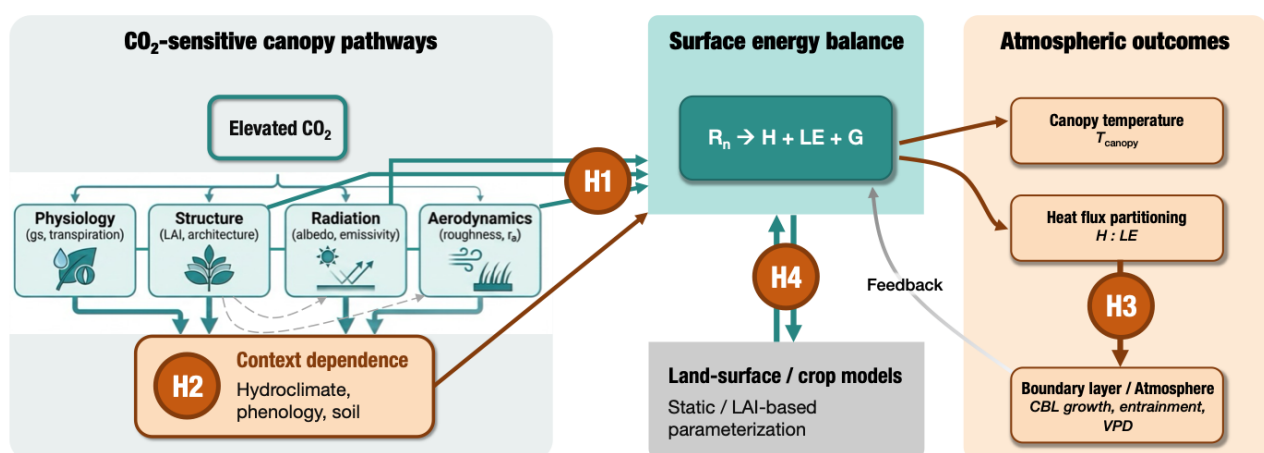 CO₂-sensitive canopy pathways
Elevated CO₂
Physiology
(gs, transpiration)
Structure
(LAI, architecture)
Radiation
(albedo, emissivity)
Aerodynamics
(roughness, rₐ)
H2
Context dependence
Hydroclimate,
phenology, soil
H1
Surface energy balance
Rₙ → H + LE + G
H4
Land-surface / crop models
Static / LAI-based
parameterization
Feedback
Atmospheric outcomes
Canopy temperature
T_canopy
Heat flux partitioning
H : LE
H3
Boundary layer / Atmosphere
CBL growth, entrainment,
VPD